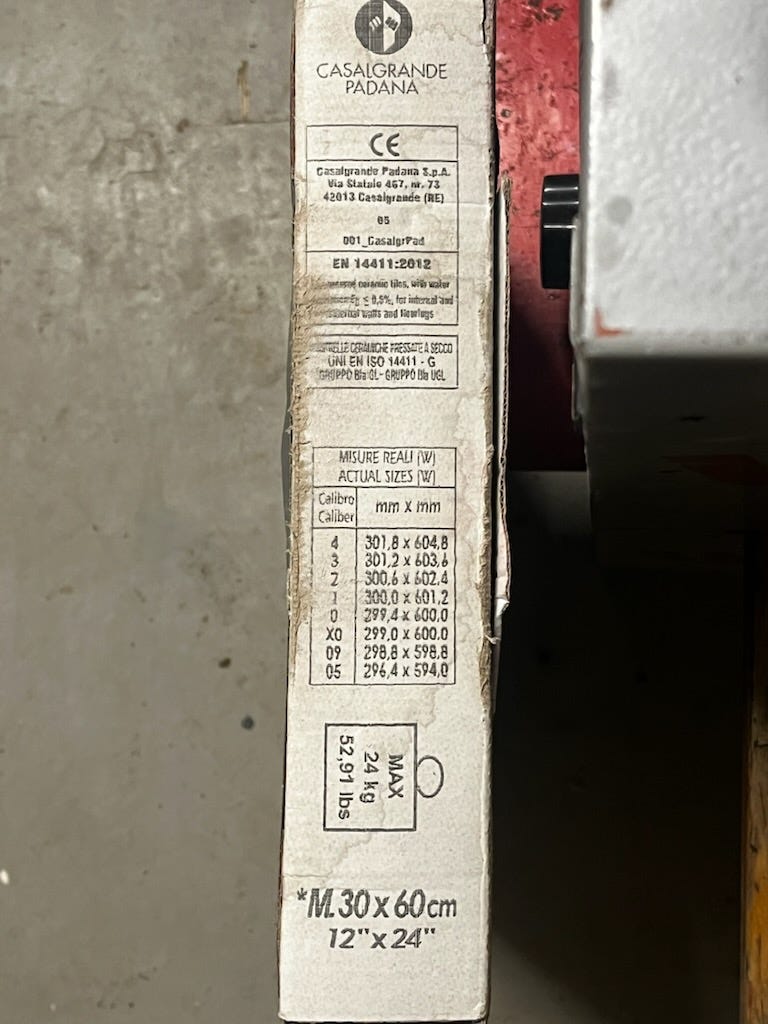 CASALGRANDE
PADANA
CE
Casalgrande Padana S.p.A.
Via Statale 467, nr. 73
42013 Casalgrande (RE)
05
001_CasalgrPad
EN 14411:2012
ceramic tiles, with water
≤ 0,5%, for internal and
walls and floorings
CERAMICHE PRESSATE A SECCO
UNI EN ISO 14411 - G
GRUPPO BIa GL - GRUPPO BIa UGL
MISURE REALI (W)
ACTUAL SIZES (W)
Calibro
Caliber
mm x mm
4 301,8 x 604,8
3 301,2 x 603,6
2 300,6 x 602,4
1 300,0 x 601,2
0 299,4 x 600,0
X0 299,0 x 600,0
09 298,8 x 598,8
05 296,4 x 594,0
MAX
24 kg
52,91 lbs
*M.30x60cm
12"x24"